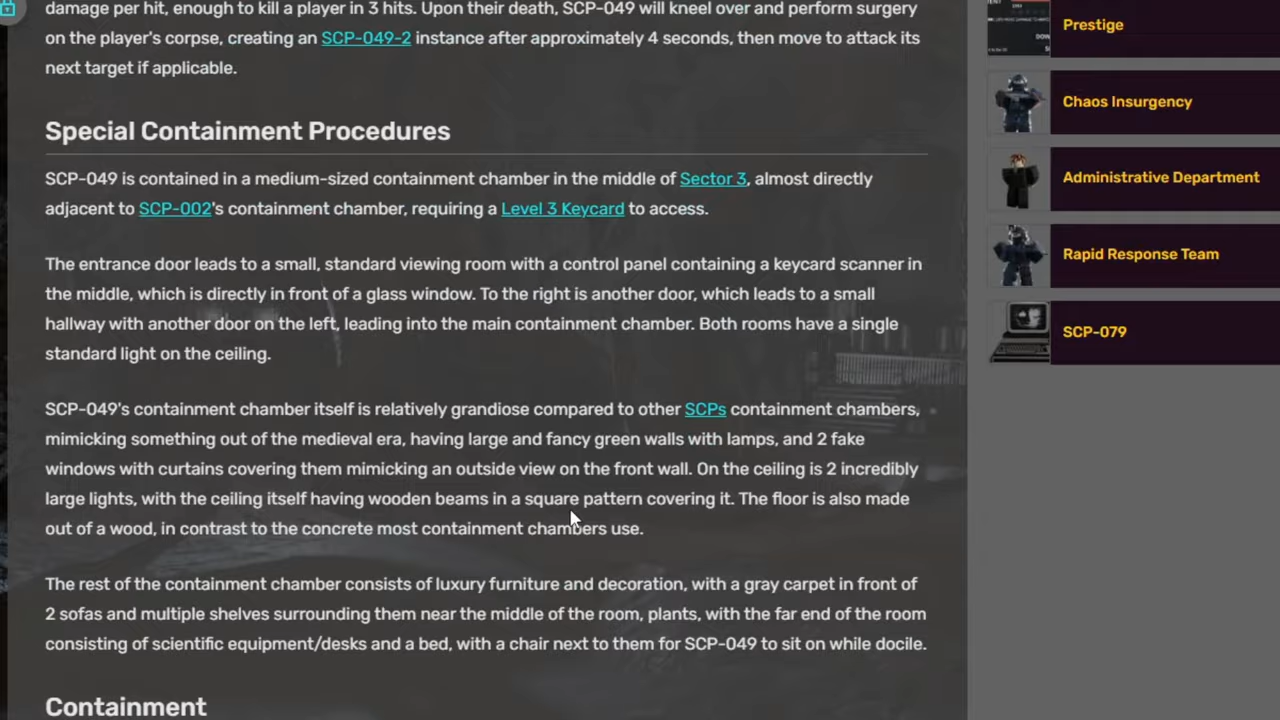 damage per hit, enough to kill a player in 3 hits. Upon their death, SCP-049 will kneel over and perform surgery
on the player's corpse, creating an SCP-049-2 instance after approximately 4 seconds, then move to attack its
next target if applicable.
Special Containment Procedures
SCP-049 is contained in a medium-sized containment chamber in the middle of Sector 3, almost directly
adjacent to SCP-002's containment chamber, requiring a Level 3 Keycard to access.
The entrance door leads to a small, standard viewing room with a control panel containing a keycard scanner in
the middle, which is directly in front of a glass window. To the right is another door, which leads to a small
hallway with another door on the left, leading into the main containment chamber. Both rooms have a single
standard light on the ceiling.
SCP-049's containment chamber itself is relatively grandiose compared to other SCPs containment chambers,
mimicking something out of the medieval era, having large and fancy green walls with lamps, and 2 fake
windows with curtains covering them mimicking an outside view on the front wall. On the ceiling is 2 incredibly
large lights, with the ceiling itself having wooden beams in a square pattern covering it. The floor is also made
out of a wood, in contrast to the concrete most containment chambers use.
The rest of the containment chamber consists of luxury furniture and decoration, with a gray carpet in front of
2 sofas and multiple shelves surrounding them near the middle of the room, plants, with the far end of the room
consisting of scientific equipment/desks and a bed, with a chair next to them for SCP-049 to sit on while docile.
Containment
Prestige
Chaos Insurgency
Administrative Department
Rapid Response Team
SCP-079